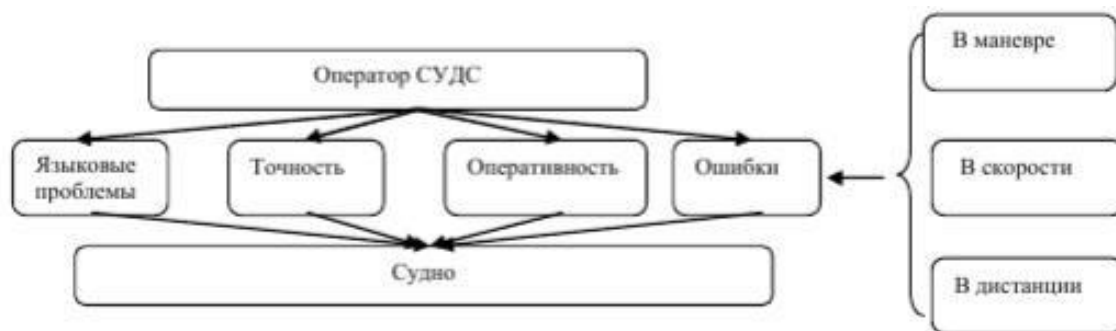 Оператор СУДС
Языковые
проблемы
Точность
Оперативность
Ошибки
Судно
В маневре
В скорости
В дистанции